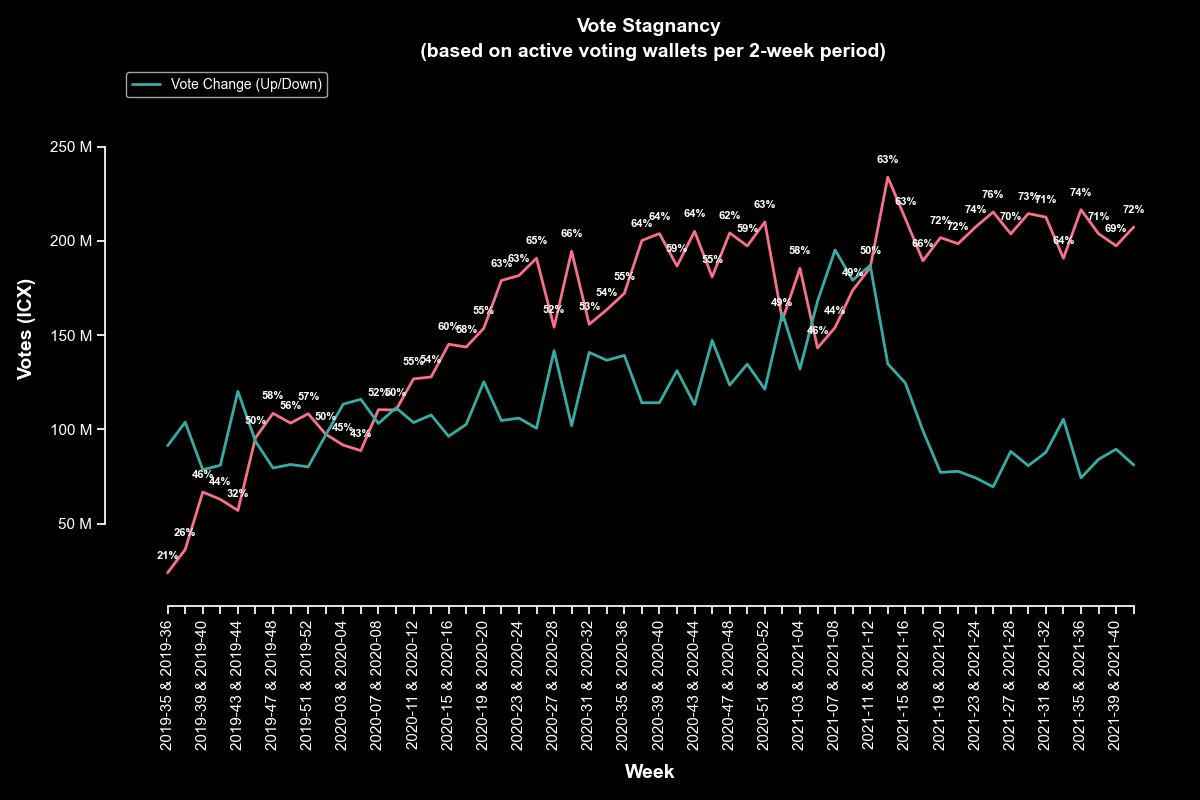 Vote Stagnancy
(based on active voting wallets per 2-week period)
Vote Change (Up/Down)
Votes (ICX)
250 M
200 M
150 M
100 M
50 M
21%
26%
46%
44%
32%
50%
58%
56%
57%
50%
45%
43%
52%
50%
55%
54%
60%
58%
55%
63%
63%
65%
52%
66%
53%
54%
55%
64%
64%
59%
64%
55%
62%
59%
63%
49%
58%
46%
44%
49%
50%
63%
63%
66%
72%
72%
74%
76%
70%
73%
71%
64%
74%
71%
69%
72%
2019-35 & 2019-36
2019-39 & 2019-40
2019-43 & 2019-44
2019-47 & 2019-48
2019-51 & 2019-52
2020-03 & 2020-04
2020-07 & 2020-08
2020-11 & 2020-12
2020-15 & 2020-16
2020-19 & 2020-20
2020-23 & 2020-24
2020-27 & 2020-28
2020-31 & 2020-32
2020-35 & 2020-36
2020-39 & 2020-40
2020-43 & 2020-44
2020-47 & 2020-48
2020-51 & 2020-52
2021-03 & 2021-04
2021-07 & 2021-08
2021-11 & 2021-12
2021-15 & 2021-16
2021-19 & 2021-20
2021-23 & 2021-24
2021-27 & 2021-28
2021-31 & 2021-32
2021-35 & 2021-36
2021-39 & 2021-40
Week